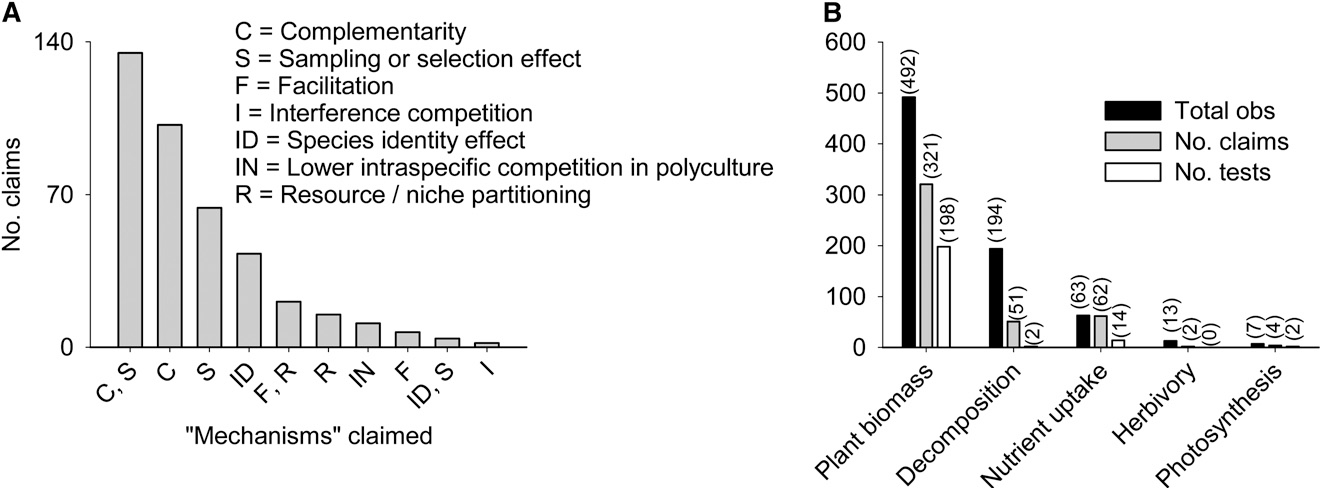 A
140
70
0
No. claims
C = Complementarity
S = Sampling or selection effect
F = Facilitation
I = Interference competition
ID = Species identity effect
IN = Lower intraspecific competition in polyculture
R = Resource / niche partitioning
C, S
C
S
ID
F, R
R
IN
F
ID, S
I
"Mechanisms" claimed
B
600
500
400
300
200
100
0
Total obs
No. claims
No. tests
(492)
(321)
(198)
(194)
(51)
(2)
(63)
(62)
(14)
(13)
(2)
(0)
(7)
(4)
(2)
Plant biomass
Decomposition
Nutrient uptake
Herbivory
Photosynthesis